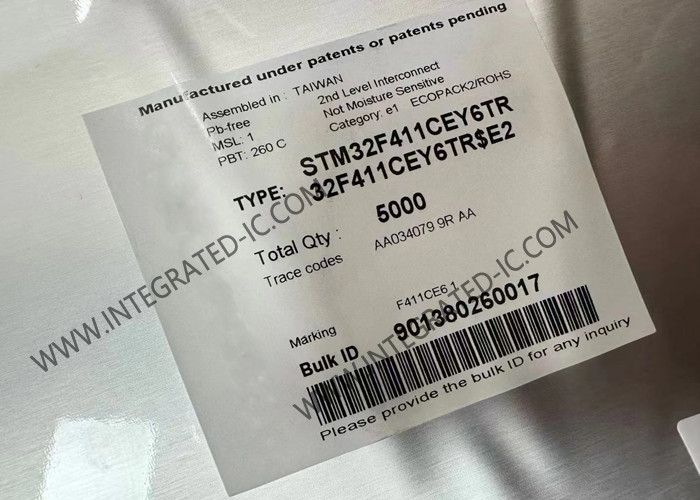 Manufactured under patents or patents pending
Assembled in : TAIWAN
Pb-free 2nd Level Interconnect
MSL: 1 Not Moisture Sensitive
PBT: 260 C Category: e1 ECOPACK2/ROHS
TYPE: STM32F411CEY6TR
32F411CEY6TR$E2
Total Qty : 5000
Trace codes AA034079 9R AA
Marking F411CE6 1
Bulk ID 901380260017
Please provide the bulk ID for any inquiry
WWW.INTEGRATED-IC.COM
WWW.INTEGRATED-IC.COM